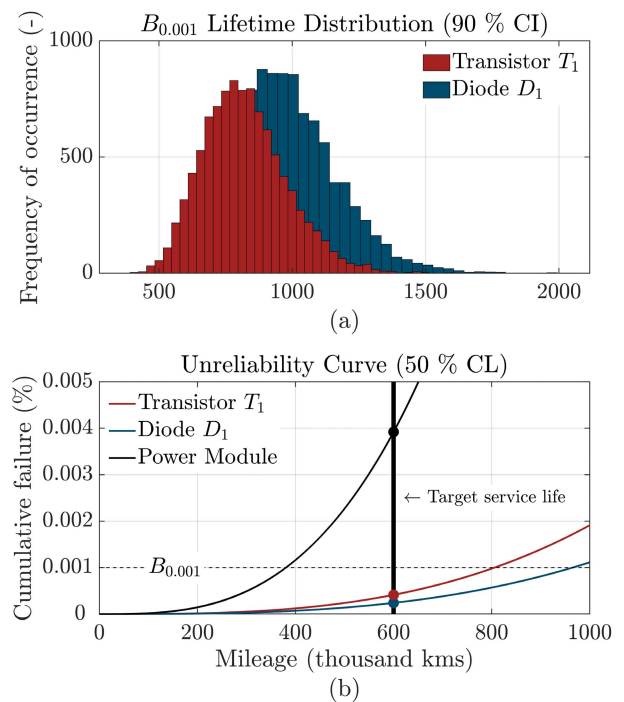 B0.001 Lifetime Distribution (90 % CI)
Frequency of occurrence (-)
1000
500
0
Transistor T1
Diode D1
500
1000
1500
2000
(a)
Unreliability Curve (50 % CL)
Cumulative failure (%)
0.005
0.004
0.003
0.002
0.001
0
Transistor T1
Diode D1
Power Module
← Target service life
B0.001
0
200
400
600
800
1000
Mileage (thousand kms)
(b)